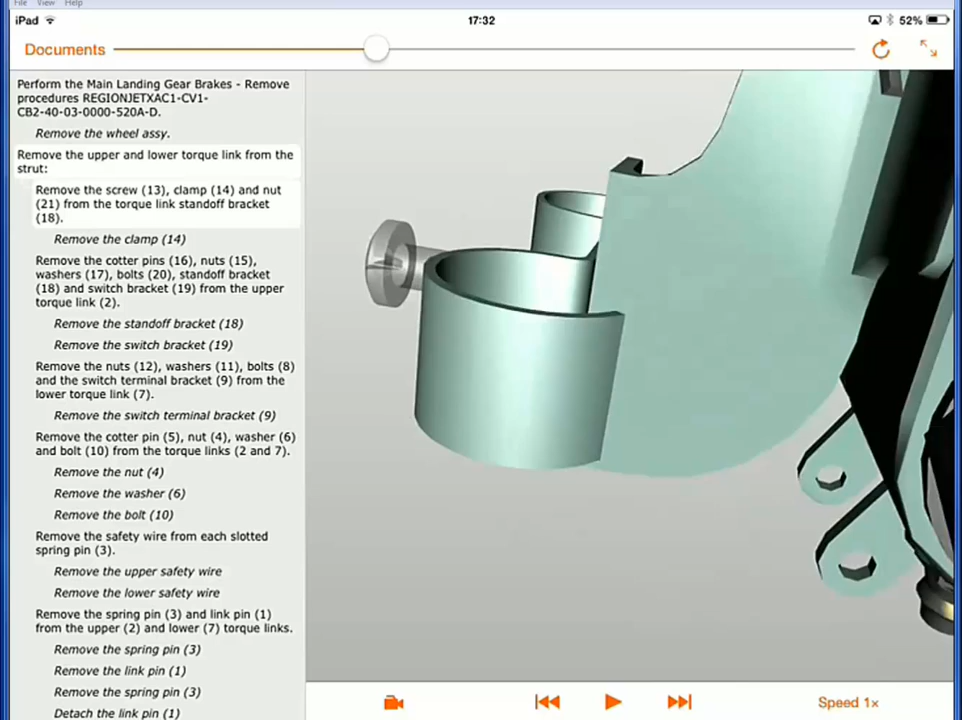 File View Help
iPad 17:32 52%
Documents
Perform the Main Landing Gear Brakes - Remove
procedures REGIONJETXAC1-CV1-
CB2-40-03-0000-520A-D.
Remove the wheel assy.
Remove the upper and lower torque link from the
strut:
Remove the screw (13), clamp (14) and nut
(21) from the torque link standoff bracket
(18).
Remove the clamp (14)
Remove the cotter pins (16), nuts (15),
washers (17), bolts (20), standoff bracket
(18) and switch bracket (19) from the upper
torque link (2).
Remove the standoff bracket (18)
Remove the switch bracket (19)
Remove the nuts (12), washers (11), bolts (8)
and the switch terminal bracket (9) from the
lower torque link (7).
Remove the switch terminal bracket (9)
Remove the cotter pin (5), nut (4), washer (6)
and bolt (10) from the torque links (2 and 7).
Remove the nut (4)
Remove the washer (6)
Remove the bolt (10)
Remove the safety wire from each slotted
spring pin (3).
Remove the upper safety wire
Remove the lower safety wire
Remove the spring pin (3) and link pin (1)
from the upper (2) and lower (7) torque links.
Remove the spring pin (3)
Remove the link pin (1)
Remove the spring pin (3)
Detach the link pin (1)
Speed 1×